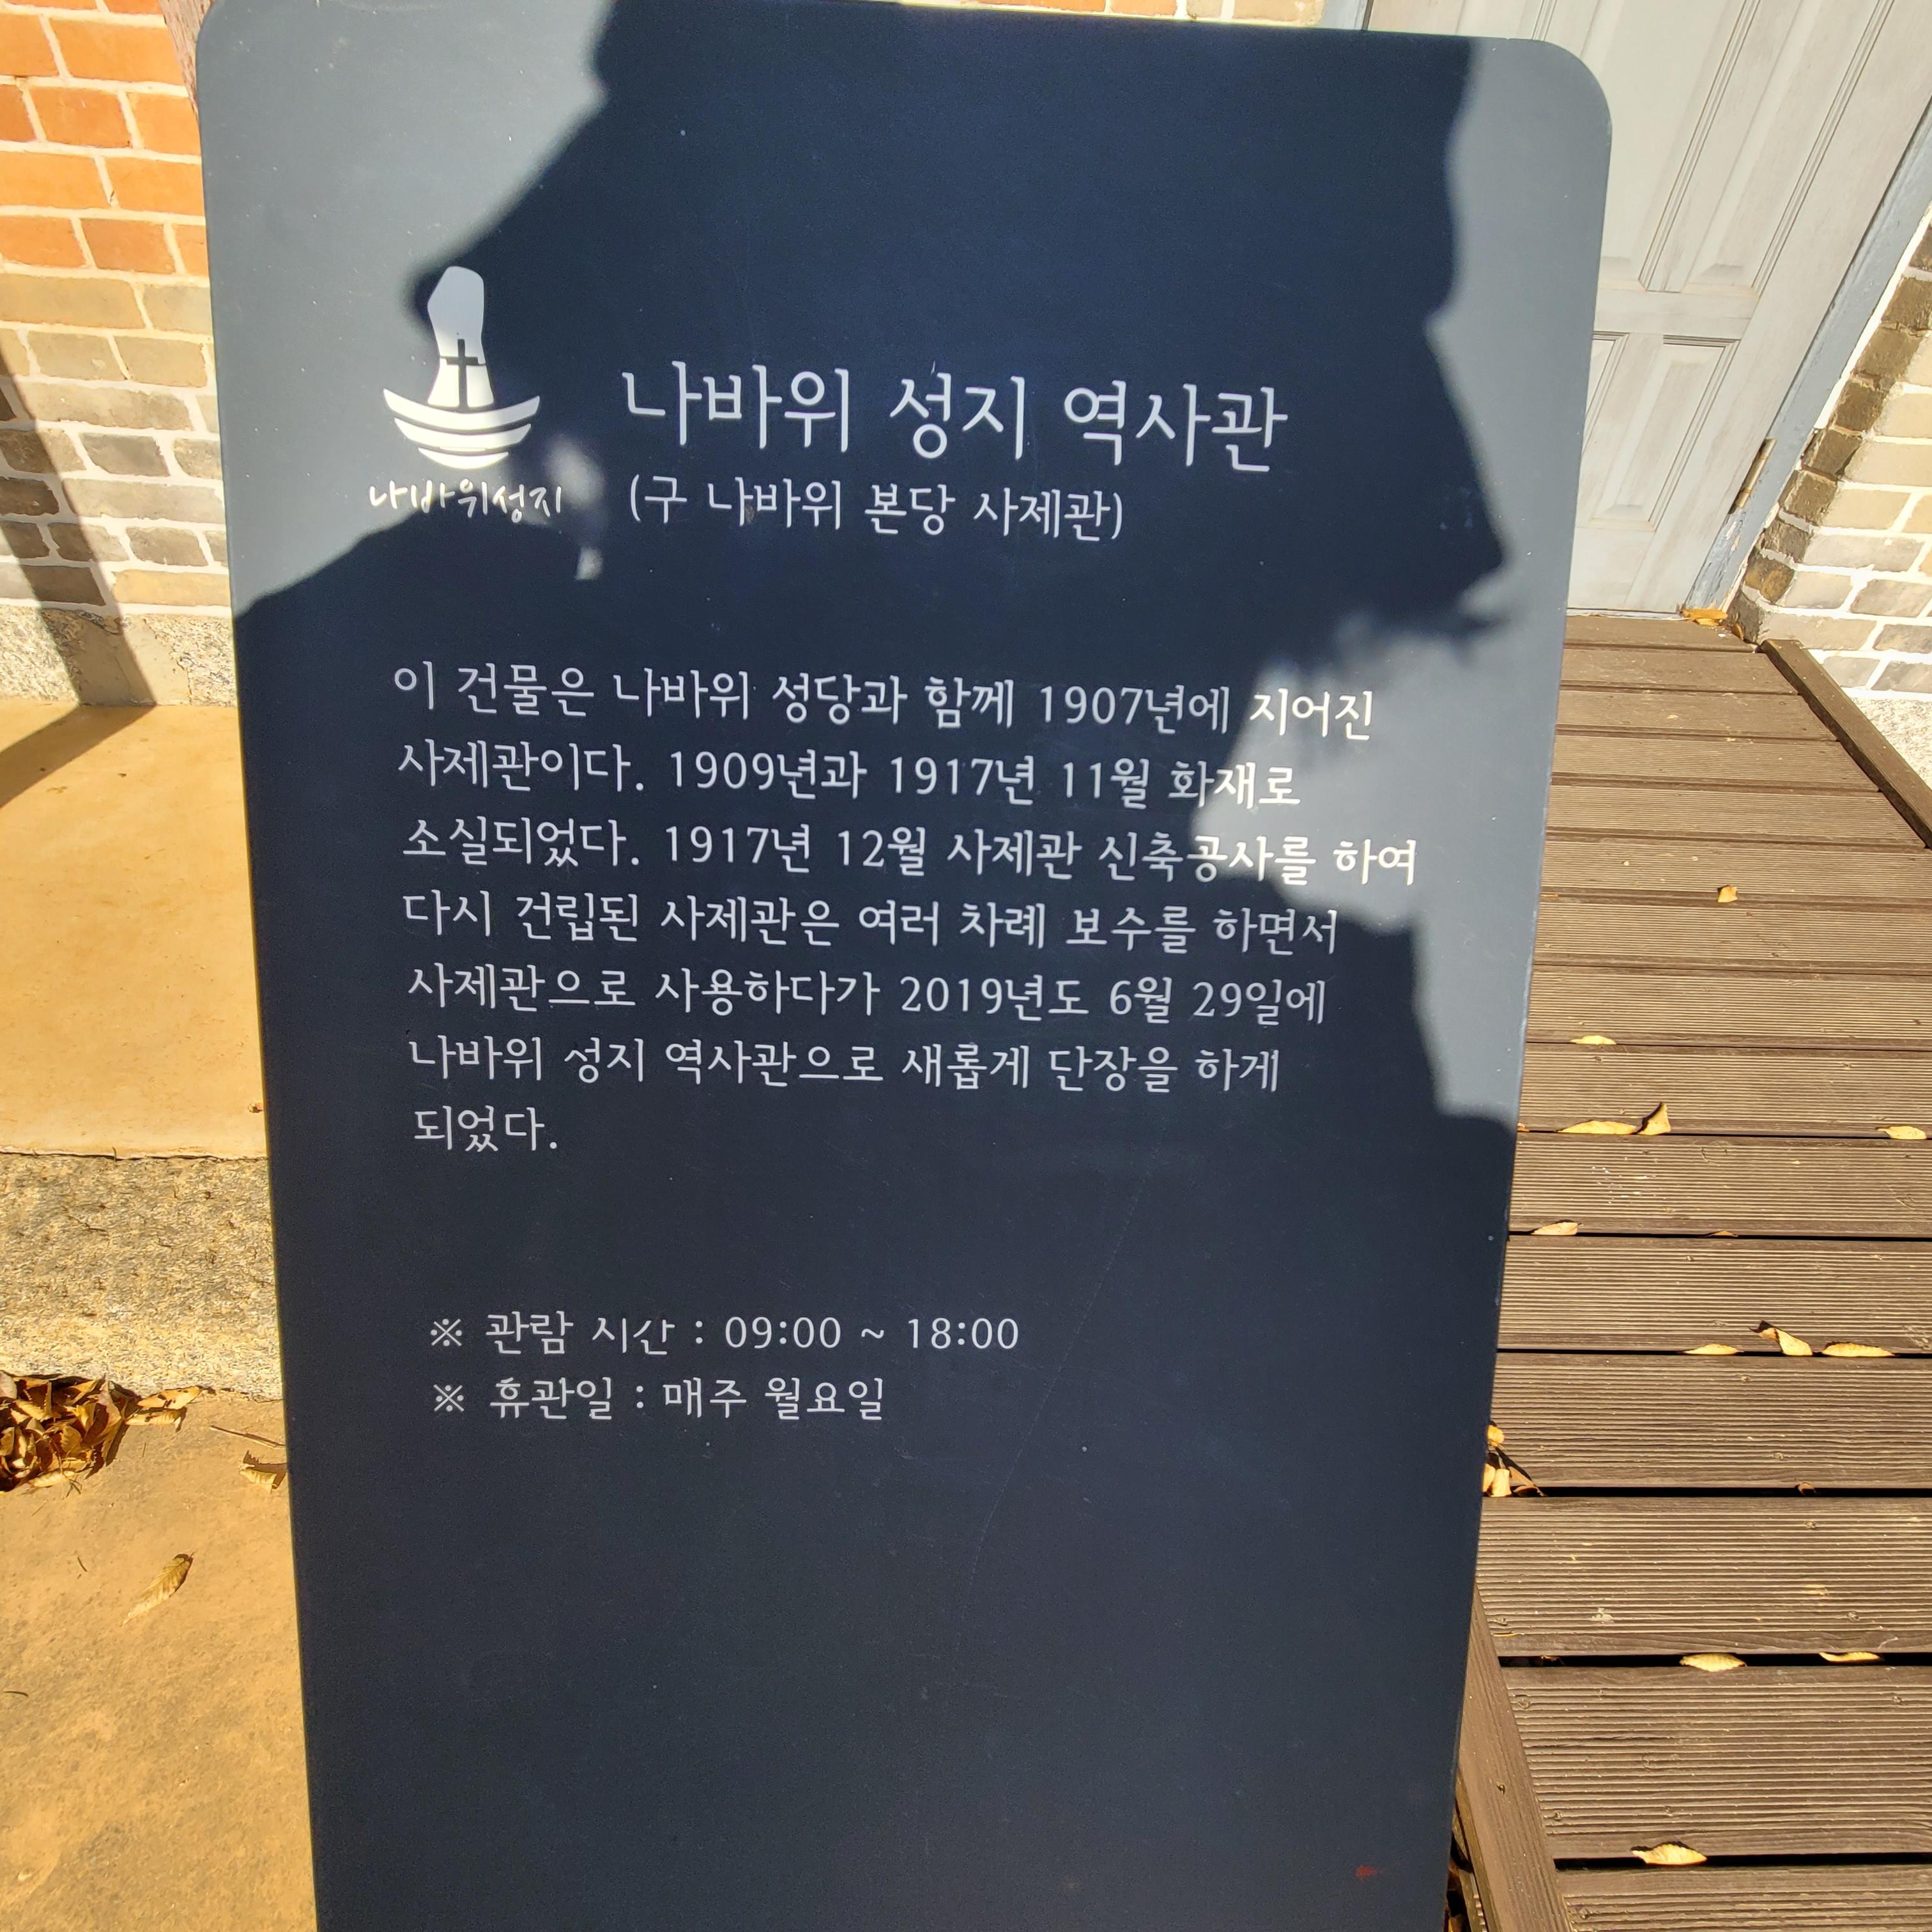 나바위성지
나바위 성지 역사관
(구 나바위 본당 사제관)
이 건물은 나바위 성당과 함께 1907년에 지어진
사제관이다. 1909년과 1917년 11월 화재로
소실되었다. 1917년 12월 사제관 신축공사를 하여
다시 건립된 사제관은 여러 차례 보수를 하면서
사제관으로 사용하다가 2019년도 6월 29일에
나바위 성지 역사관으로 새롭게 단장을 하게
되었다.
※ 관람 시간 : 09:00 ~ 18:00
※ 휴관일 : 매주 월요일